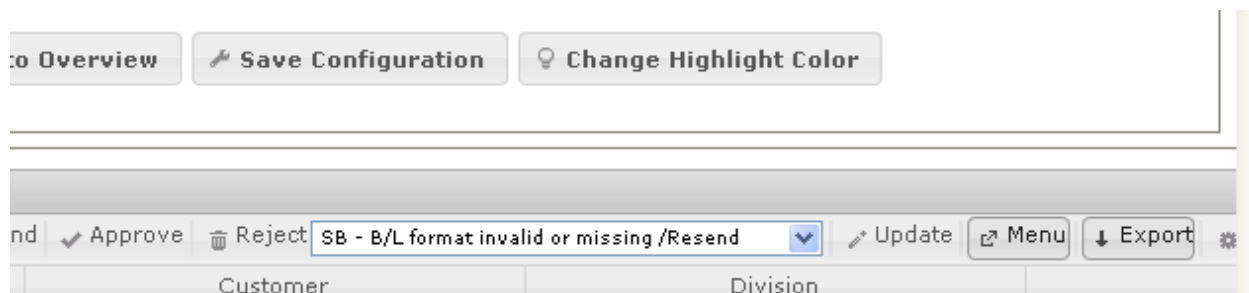 to Overview Save Configuration Change Highlight Color
nd Approve Reject SB - B/L format invalid or missing /Resend Update Menu Export
Customer Division